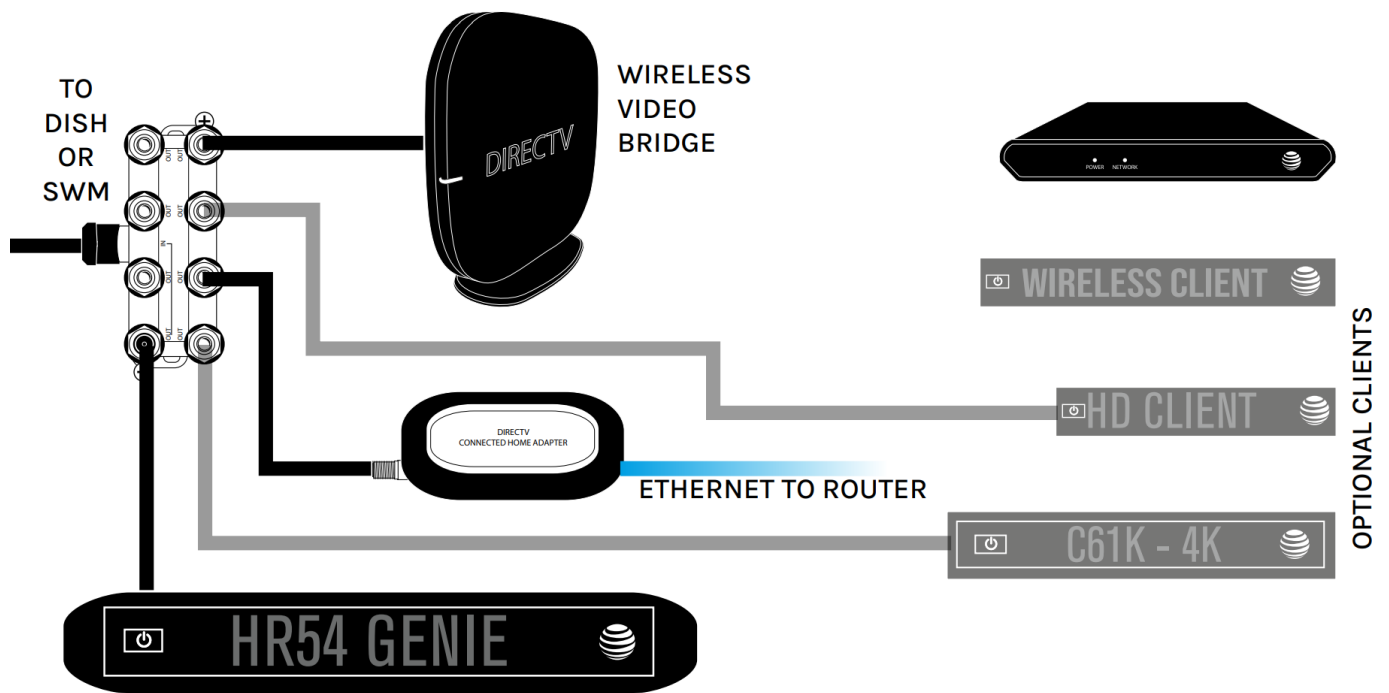 TO
DISH
OR
SWM
OUT
OUT
OUT
OUT
IN
OUT
OUT
OUT
OUT
DIRECTV
WIRELESS
VIDEO
BRIDGE
POWER
NETWORK
WIRELESS CLIENT
HD CLIENT
DIRECTV
CONNECTED HOME ADAPTER
ETHERNET TO ROUTER
C61K - 4K
OPTIONAL CLIENTS
HR54 GENIE